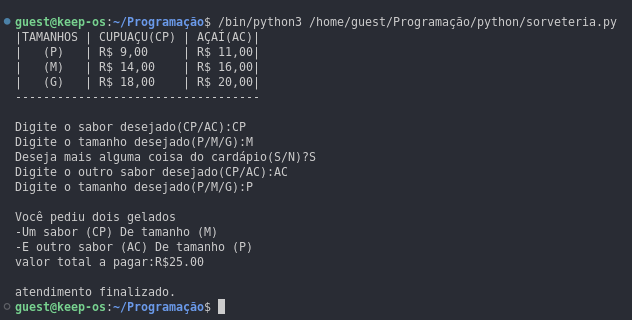 guest@keep-os:~/Programação$ /bin/python3 /home/guest/Programação/python/sorveteria.py
|TAMANHOS | CUPUAÇU(CP) | AÇAÍ(AC)|
|   (P)   | R$ 9,00     | R$ 11,00|
|   (M)   | R$ 14,00    | R$ 16,00|
|   (G)   | R$ 18,00    | R$ 20,00|
-----------------------------------
Digite o sabor desejado(CP/AC):CP
Digite o tamanho desejado(P/M/G):M
Deseja mais alguma coisa do cardápio(S/N)?S
Digite o outro sabor desejado(CP/AC):AC
Digite o tamanho desejado(P/M/G):P
Você pediu dois gelados
-Um sabor (CP) De tamanho (M)
-E outro sabor (AC) De tamanho (P)
valor total a pagar:R$25.00
atendimento finalizado.
guest@keep-os:~/Programação$